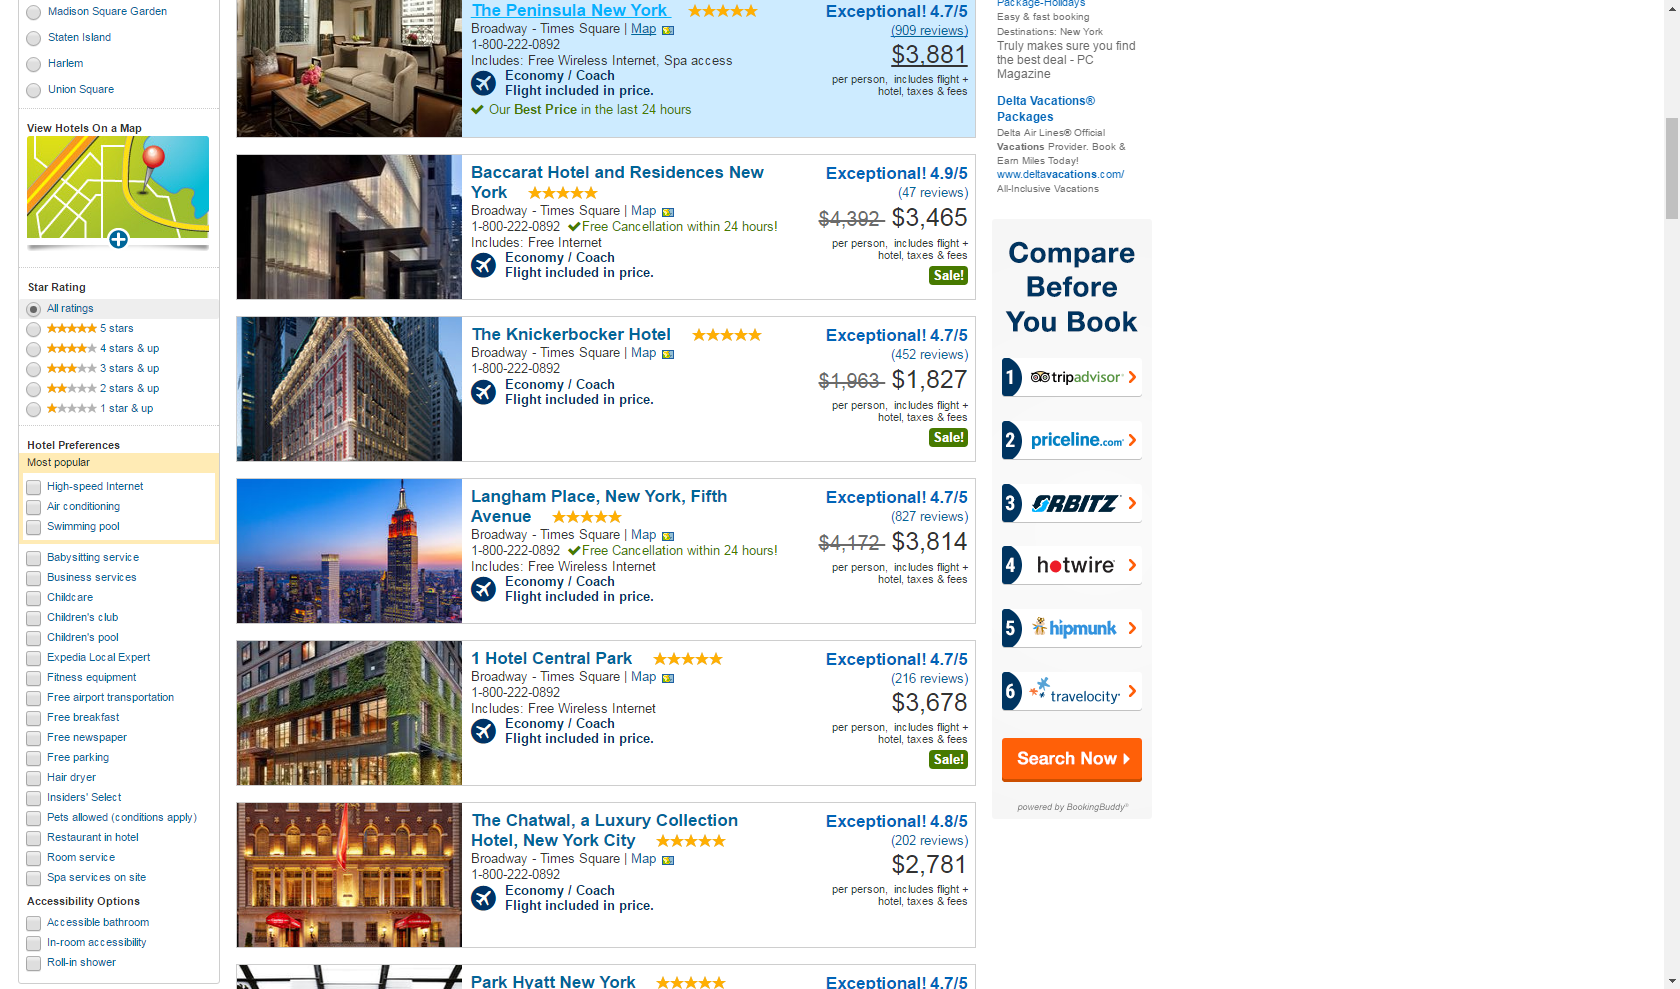 Madison Square Garden
Staten Island
Harlem
Union Square
View Hotels On a Map
Star Rating
All ratings
5 stars
4 stars & up
3 stars & up
2 stars & up
1 star & up
Hotel Preferences
Most popular
High-speed Internet
Air conditioning
Swimming pool
Babysitting service
Business services
Childcare
Children's club
Children's pool
Expedia Local Expert
Fitness equipment
Free airport transportation
Free breakfast
Free newspaper
Free parking
Hair dryer
Insiders' Select
Pets allowed (conditions apply)
Restaurant in hotel
Room service
Spa services on site
Accessibility Options
Accessible bathroom
In-room accessibility
Roll-in shower
The Peninsula New York
Broadway - Times Square | Map
1-800-222-0892
Includes: Free Wireless Internet, Spa access
Economy / Coach
Flight included in price.
Our Best Price in the last 24 hours
Exceptional! 4.7/5
(909 reviews)
$3,881
per person, includes flight +
hotel, taxes & fees
Baccarat Hotel and Residences New
York
Broadway - Times Square | Map
1-800-222-0892 Free Cancellation within 24 hours!
Includes: Free Internet
Economy / Coach
Flight included in price.
Exceptional! 4.9/5
(47 reviews)
$4,392 $3,465
per person, includes flight +
hotel, taxes & fees
Sale!
The Knickerbocker Hotel
Broadway - Times Square | Map
1-800-222-0892
Economy / Coach
Flight included in price.
Exceptional! 4.7/5
(452 reviews)
$1,963 $1,827
per person, includes flight +
hotel, taxes & fees
Sale!
Langham Place, New York, Fifth
Avenue
Broadway - Times Square | Map
1-800-222-0892 Free Cancellation within 24 hours!
Includes: Free Wireless Internet
Economy / Coach
Flight included in price.
Exceptional! 4.7/5
(827 reviews)
$4,172 $3,814
per person, includes flight +
hotel, taxes & fees
1 Hotel Central Park
Broadway - Times Square | Map
1-800-222-0892
Includes: Free Wireless Internet
Economy / Coach
Flight included in price.
Exceptional! 4.7/5
(216 reviews)
$3,678
per person, includes flight +
hotel, taxes & fees
Sale!
The Chatwal, a Luxury Collection
Hotel, New York City
Broadway - Times Square | Map
1-800-222-0892
Economy / Coach
Flight included in price.
Exceptional! 4.8/5
(202 reviews)
$2,781
per person, includes flight +
hotel, taxes & fees
Park Hyatt New York
Exceptional! 4.7/5
Package-Holidays
Easy & fast booking
Destinations: New York
Truly makes sure you find
the best deal - PC
Magazine
Delta Vacations®
Packages
Delta Air Lines® Official
Vacations Provider. Book &
Earn Miles Today!
www.deltavacations.com/
All-Inclusive Vacations
Compare
Before
You Book
1 tripadvisor
2 priceline.com
3 ORBITZ
4 hotwire
5 hipmunk
6 travelocity
Search Now
powered by BookingBuddy®